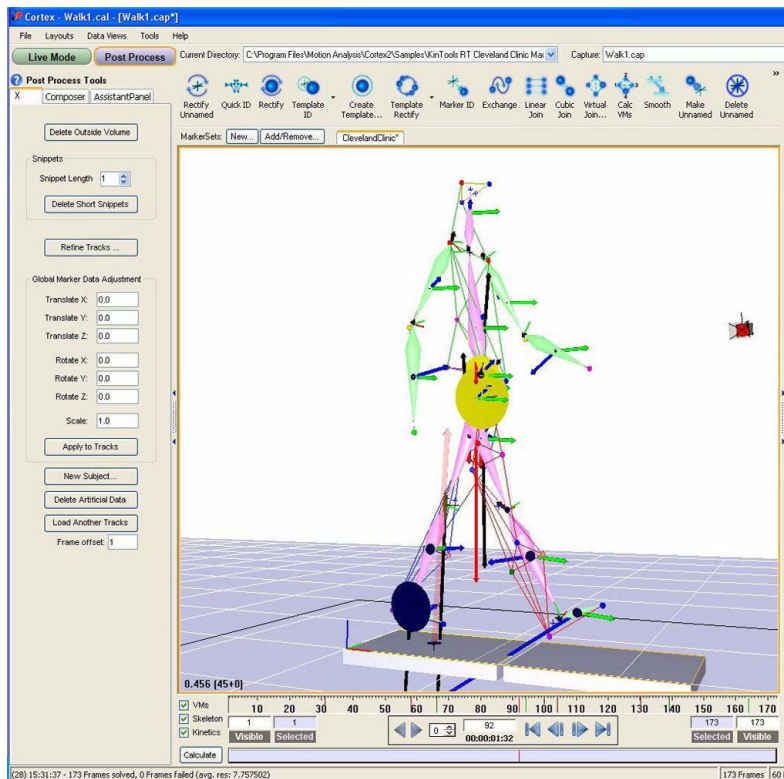 Cortex - Walk1.cal - [Walk1.cap*]
File Layouts Data Views Tools Help
Live Mode Post Process Current Directory: C:\Program Files\Motion Analysis\Cortex2\Samples\KinTools RT Cleveland Clinic Mar Capture: Walk1.cap
Post Process Tools
X Composer AssistantPanel
Rectify Unnamed Quick ID Rectify Template ID Create Template... Template Rectify Marker ID Exchange Linear Join Cubic Join Virtual Join... Calc VMs Smooth Make Unnamed Delete Unnamed
MarkerSets: New... Add/Remove... ClevelandClinic*
Delete Outside Volume
Snippets
Snippet Length 1
Delete Short Snippets
Refine Tracks ...
Global Marker Data Adjustment
Translate X: 0.0
Translate Y: 0.0
Translate Z: 0.0
Rotate X: 0.0
Rotate Y: 0.0
Rotate Z: 0.0
Scale: 1.0
Apply to Tracks
New Subject...
Delete Artificial Data
Load Another Tracks
Frame offset: 1
0.456 [45+0]
VMs 10 20 30 40 50 60 70 80 90 100 110 120 130 140 150 160 170
Skeleton 1 1 0 92 173 173
Kinetics Visible Selected 00:00:01:32 Selected Visible
Calculate
(28) 15:31:37 - 173 Frames solved, 0 Frames failed (avg. res: 7.757502) 173 Frames 60